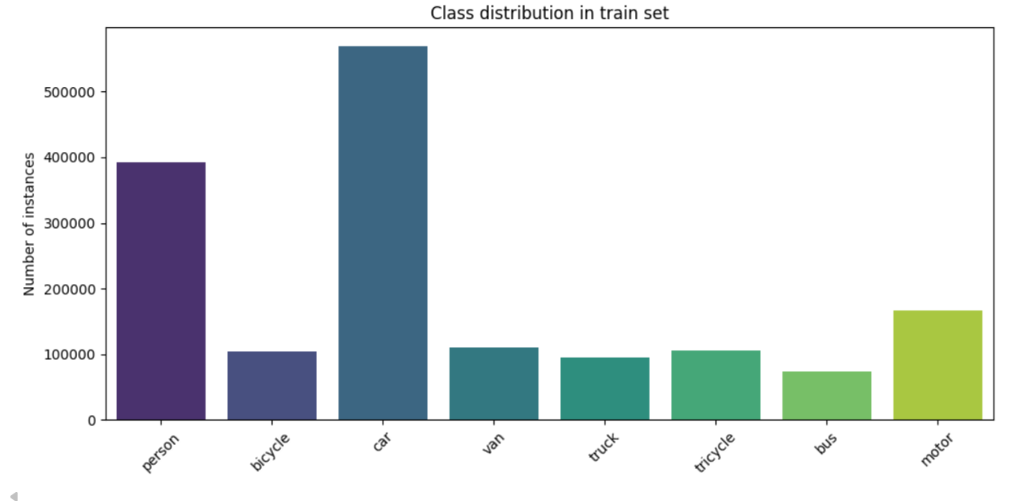 Class distribution in train set
Number of instances
500000
400000
300000
200000
100000
0
person
bicycle
car
van
truck
tricycle
bus
motor